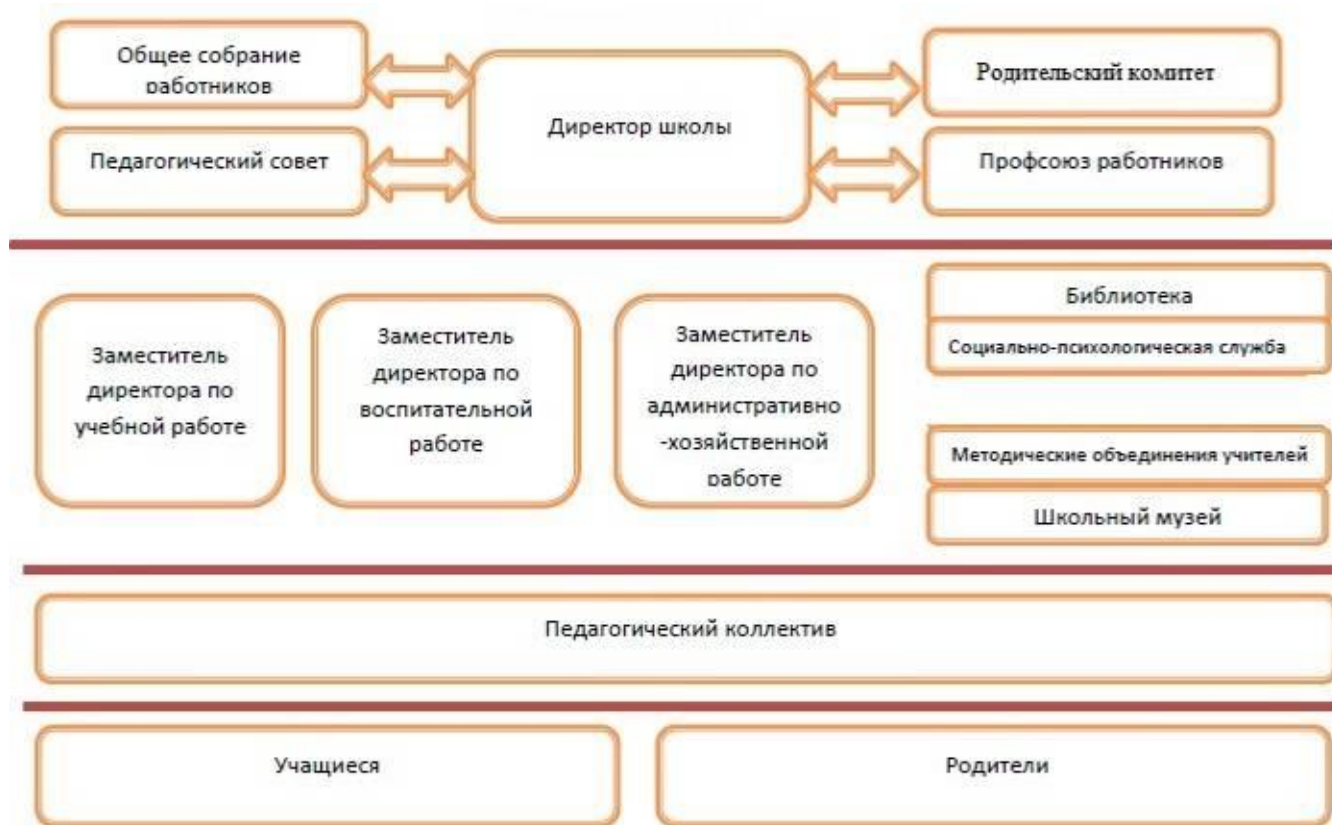 Общее собрание
работников
Директор школы
Родительский комитет
Педагогический совет
Профсоюз работников
Заместитель
директора по
учебной работе
Заместитель
директора по
воспитательной
работе
Заместитель
директора по
административно
-хозяйственной
работе
Библиотека
Социально-психологическая служба
Методические объединения учителей
Школьный музей
Педагогический коллектив
Учащиеся
Родители